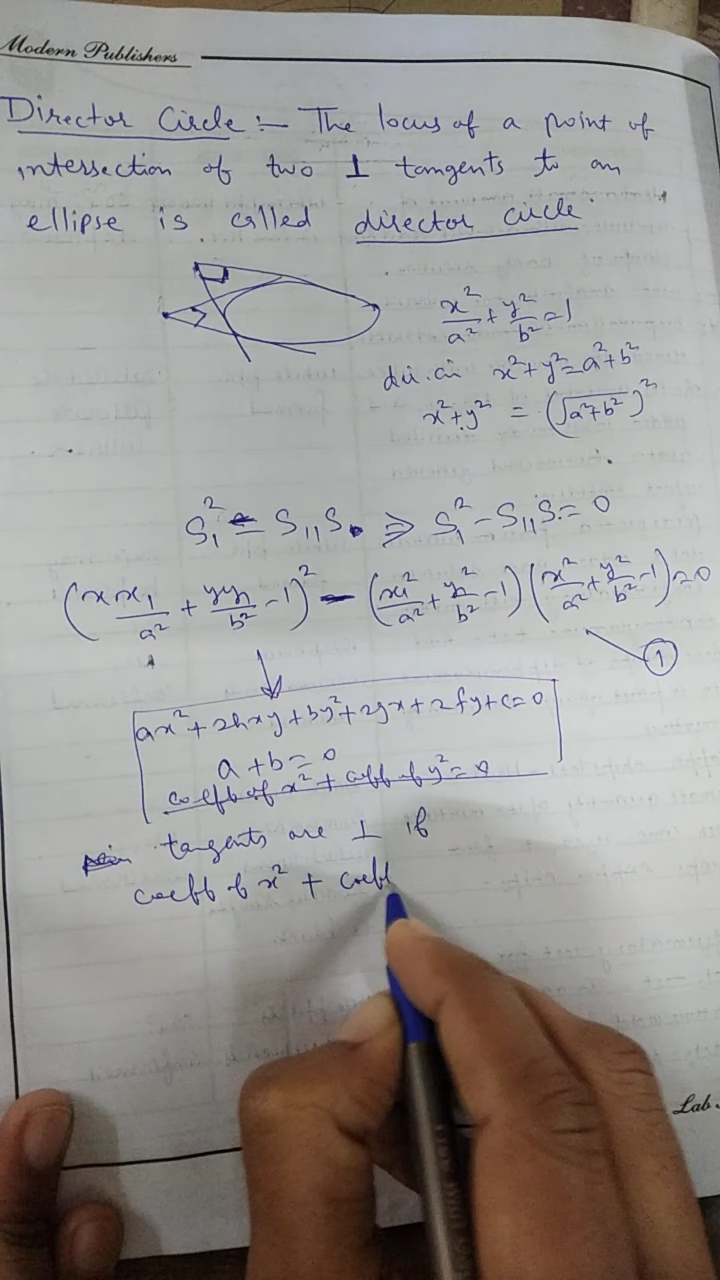 Modern Publishers
Director Circle :- The locus of a point of
intersection of two ⊥ tangents to an
ellipse is called director circle.
x²/a² + y²/b² = 1
di. ci x²+y²=a²+b²
x²+y² = (√a²+b²)²
S₁² = S₁₁S. ⇒ S₁² - S₁₁S = 0
(xx₁/a² + yy₁/b² - 1)² - (x₁²/a² + y₁²/b² - 1)(x²/a² + y²/b² - 1) = 0
1
ax² + 2hxy + by² + 2gx + 2fy + c = 0
a + b = 0
coeff of x² + coeff of y² = 0
tangents are ⊥ if
coeff of x² + coeff
Lab.